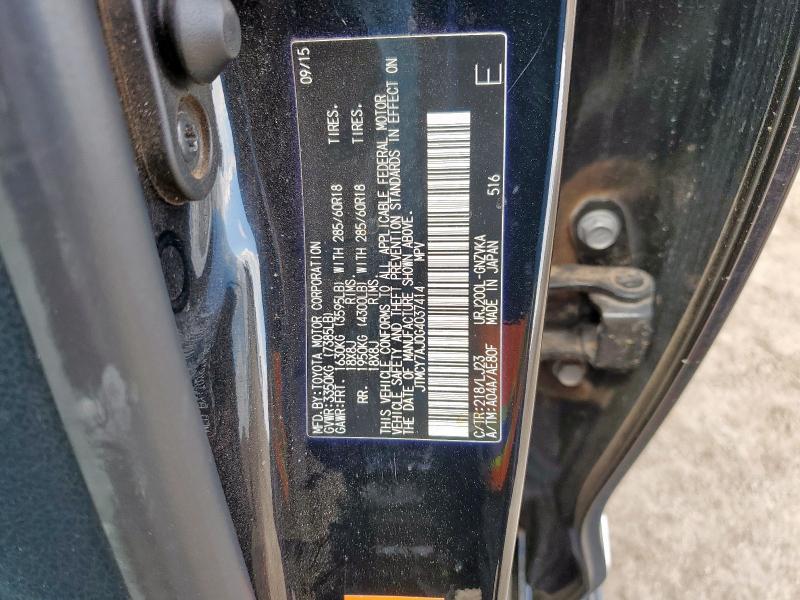 MFD.BY:TOYOTA MOTOR CORPORATION 09/15
GVWR:3350KG (7385LB)
GAWR:FRT. 1630KG (3595LB) WITH 285/60R18 TIRES.
18X8J RIMS.
RR. 1950KG (4300LB) WITH 285/60R18 TIRES.
18X8J RIMS.
THIS VEHICLE CONFORMS TO ALL APPLICABLE FEDERAL MOTOR
VEHICLE SAFETY AND THEFT PREVENTION STANDARDS IN EFFECT ON
THE DATE OF MANUFACTURE SHOWN ABOVE.
JTMCY7AJ0G4037414 MPV
C/TR:218/LJ23 URJ200L-GNZVKA 516 E
A/TM:A04A/AE80F MADE IN JAPAN